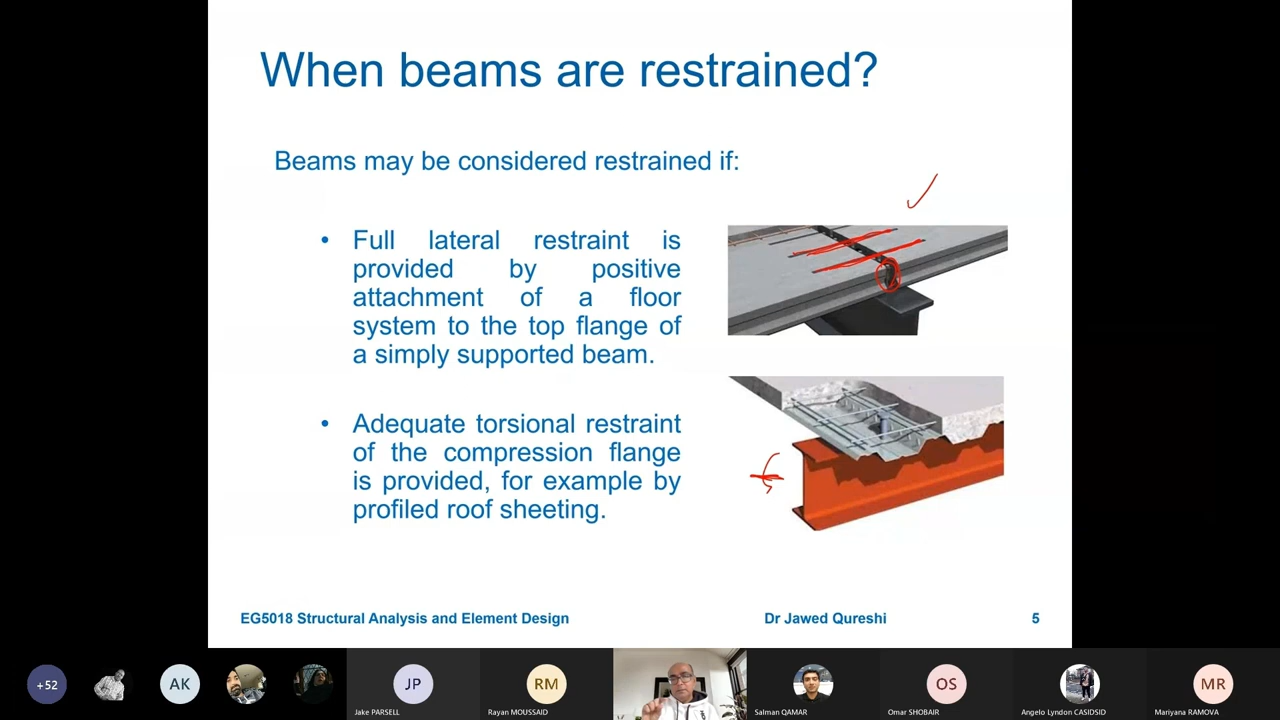 When beams are restrained?
Beams may be considered restrained if:
• Full lateral restraint is
provided by positive
attachment of a floor
system to the top flange of
a simply supported beam.
• Adequate torsional restraint
of the compression flange
is provided, for example by
profiled roof sheeting.
EG5018 Structural Analysis and Element Design Dr Jawed Qureshi 5
+52 AK JP RM OS MR
Jake PARSELL Rayan MOUSSAID Salman QAMAR Omar SHOBAIR Angelo Lyndon CASIDSID Mariyana RAMOVA